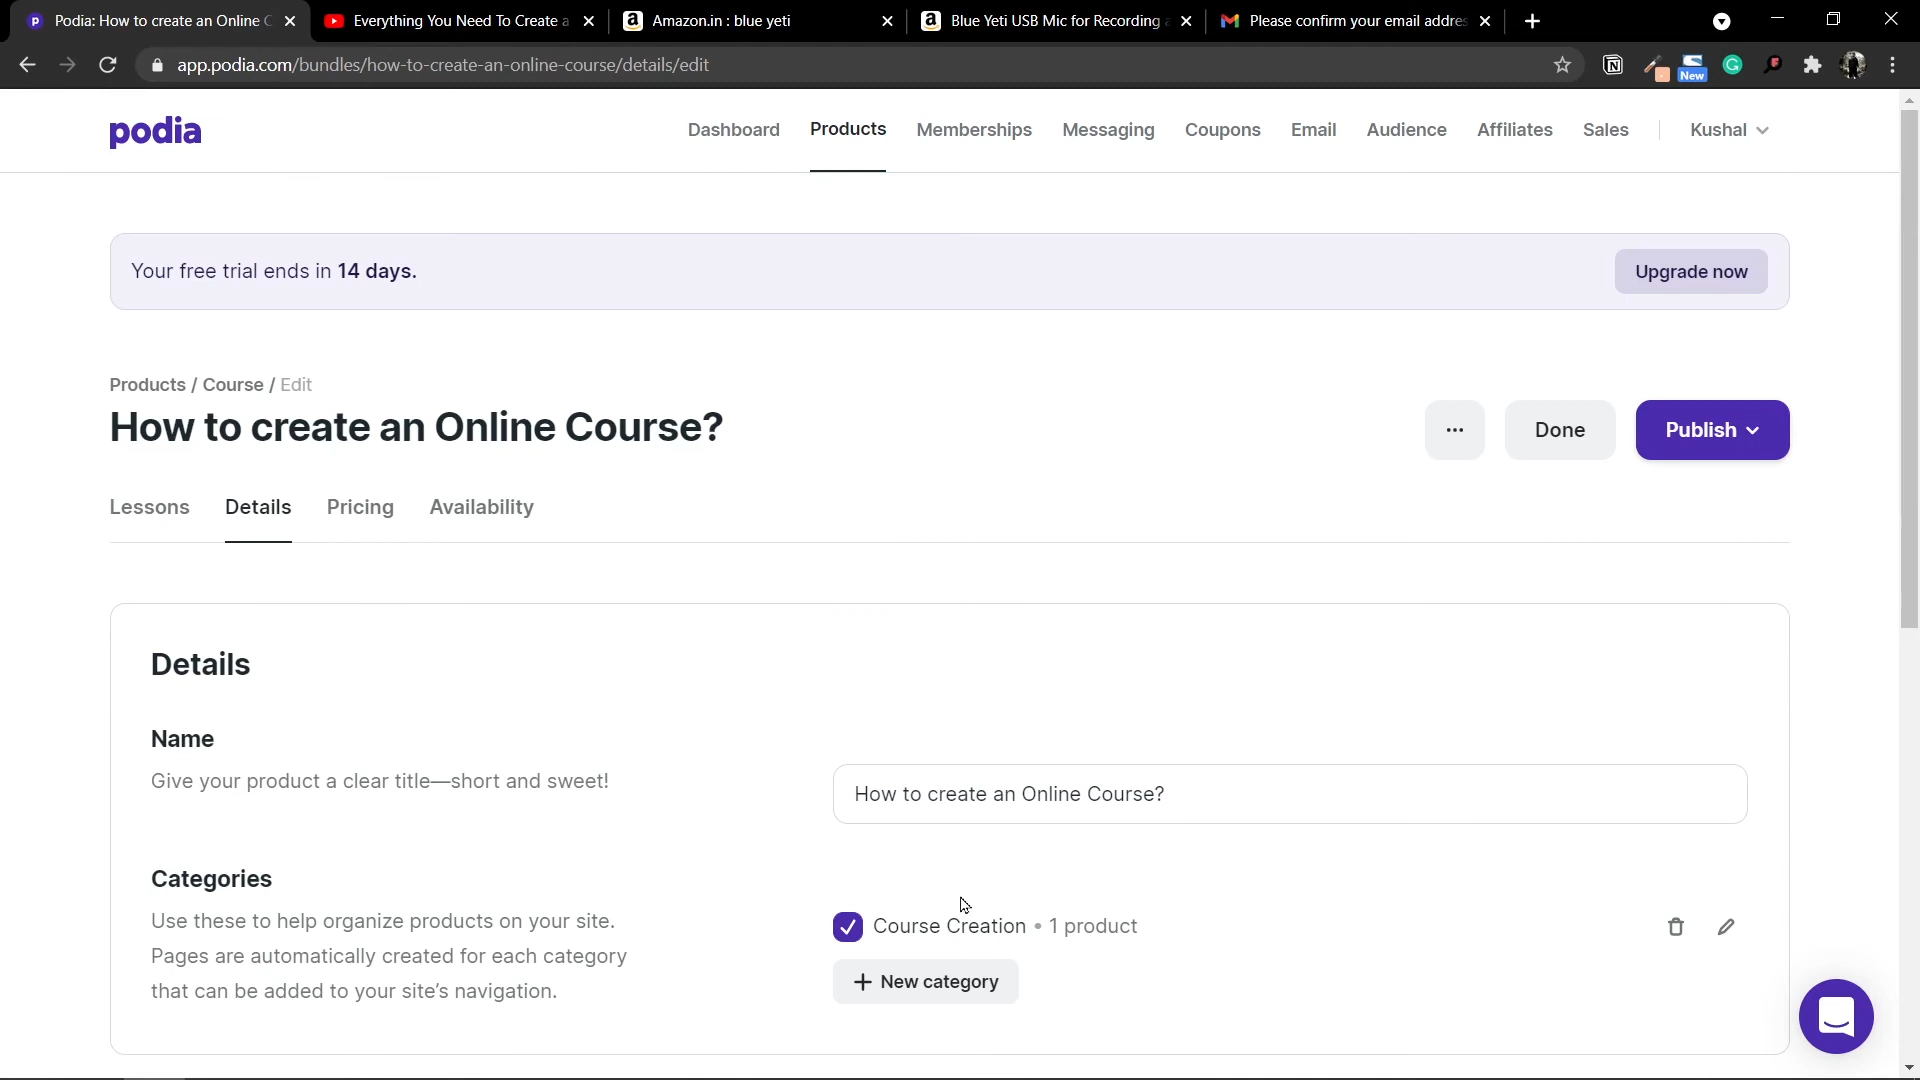 Podia: How to create an Online C
Everything You Need To Create a
Amazon.in : blue yeti
Blue Yeti USB Mic for Recording a
Please confirm your email addres
app.podia.com/bundles/how-to-create-an-online-course/details/edit
New
podia
Dashboard
Products
Memberships
Messaging
Coupons
Email
Audience
Affiliates
Sales
Kushal
Your free trial ends in 14 days.
Upgrade now
Products / Course / Edit
How to create an Online Course?
...
Done
Publish
Lessons
Details
Pricing
Availability
Details
Name
Give your product a clear title—short and sweet!
How to create an Online Course?
Categories
Use these to help organize products on your site.
Pages are automatically created for each category
that can be added to your site's navigation.
Course Creation • 1 product
+ New category